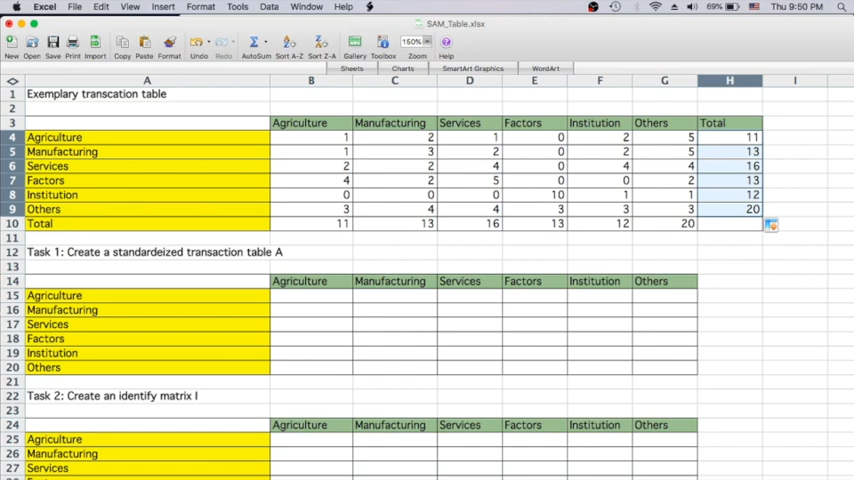 Excel File Edit View Insert Format Tools Data Window Help 69% Thu 9:50 PM
SAM_Table.xlsx
150%
New Open Save Print Import Copy Paste Format Undo Redo AutoSum Sort A-Z Sort Z-A Gallery Toolbox Zoom Help
Sheets Charts SmartArt Graphics WordArt
A B C D E F G H I
1 Exemplary transcation table
2
3 Agriculture Manufacturing Services Factors Institution Others Total
4 Agriculture 1 2 1 0 2 5 11
5 Manufacturing 1 3 2 0 2 5 13
6 Services 2 2 4 0 4 4 16
7 Factors 4 2 5 0 0 2 13
8 Institution 0 0 0 10 1 1 12
9 Others 3 4 4 3 3 3 20
10 Total 11 13 16 13 12 20
11
12 Task 1: Create a standardeized transaction table A
13
14 Agriculture Manufacturing Services Factors Institution Others
15 Agriculture
16 Manufacturing
17 Services
18 Factors
19 Institution
20 Others
21
22 Task 2: Create an identify matrix I
23
24 Agriculture Manufacturing Services Factors Institution Others
25 Agriculture
26 Manufacturing
27 Services